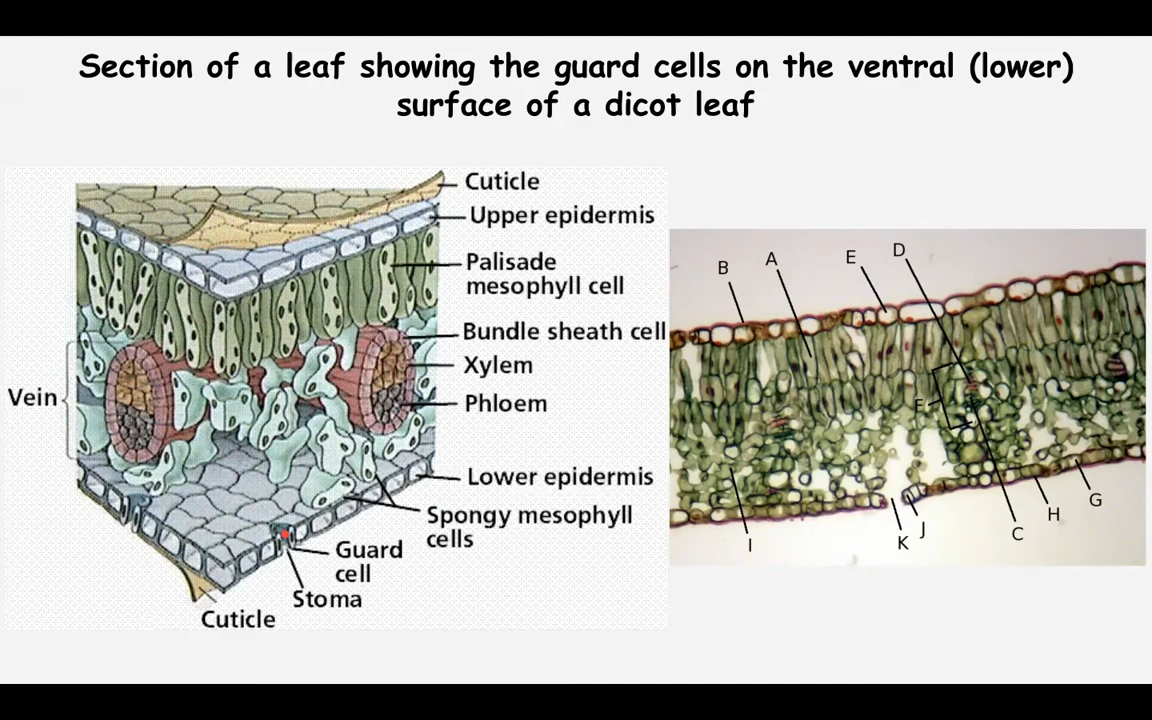 Section of a leaf showing the guard cells on the ventral (lower)
surface of a dicot leaf
Cuticle
Upper epidermis
Palisade
mesophyll cell
Bundle sheath cell
Xylem
Vein
Phloem
Lower epidermis
Spongy mesophyll
cells
Guard
cell
Stoma
Cuticle
B
A
E
D
F
I
K
J
C
H
G